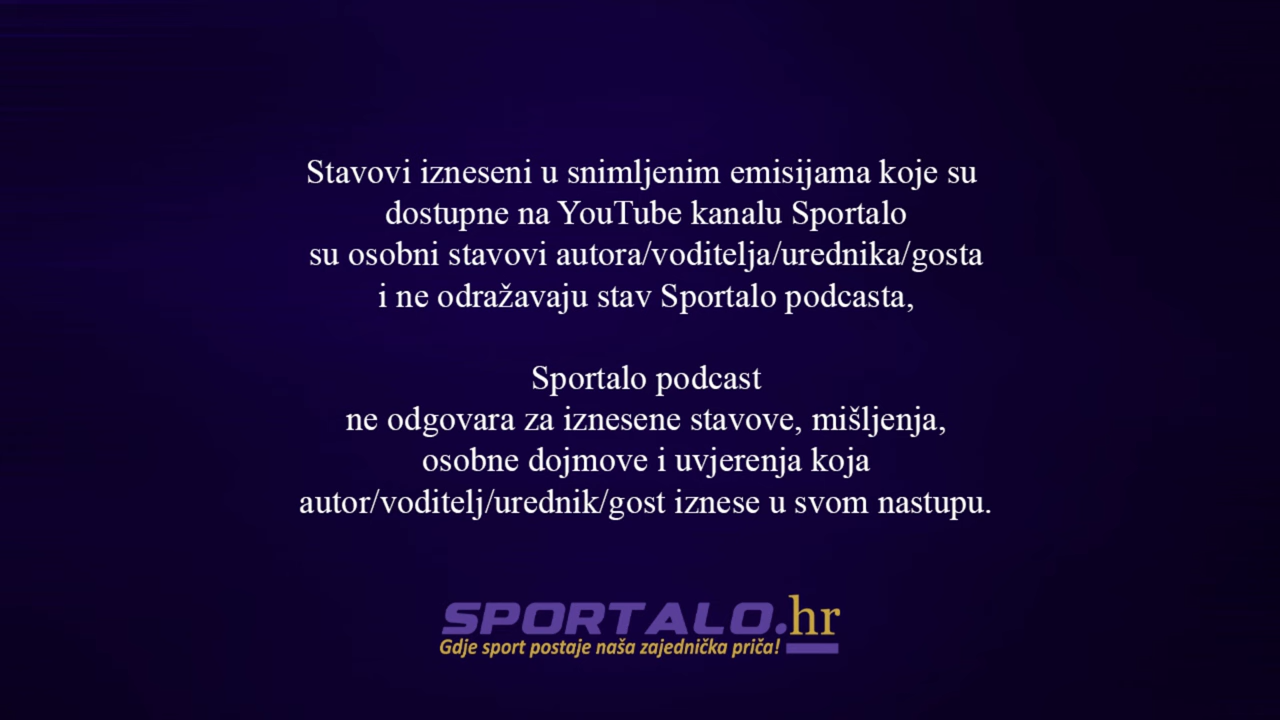 Stavovi izneseni u snimljenim emisijama koje su
dostupne na YouTube kanalu Sportalo
su osobni stavovi autora/voditelja/urednika/gosta
i ne odražavaju stav Sportalo podcasta,
Sportalo podcast
ne odgovara za iznesene stavove, mišljenja,
osobne dojmove i uvjerenja koja
autor/voditelj/urednik/gost iznese u svom nastupu.
SPORTALO.hr
Gdje sport postaje naša zajednička priča!